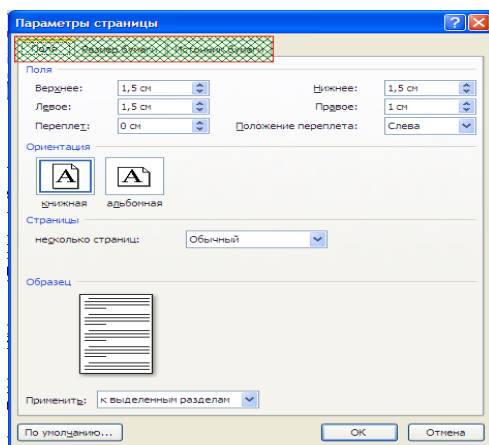 Параметры страницы
Поля Размер бумаги Источник бумаги
Поля
Верхнее: 1,5 см Нижнее: 1,5 см
Левое: 1,5 см Правое: 1 см
Переплет: 0 см Положение переплета: Слева
Ориентация
книжная альбомная
Страницы
несколько страниц: Обычный
Образец
Применить: к выделенным разделам
По умолчанию... ОК Отмена